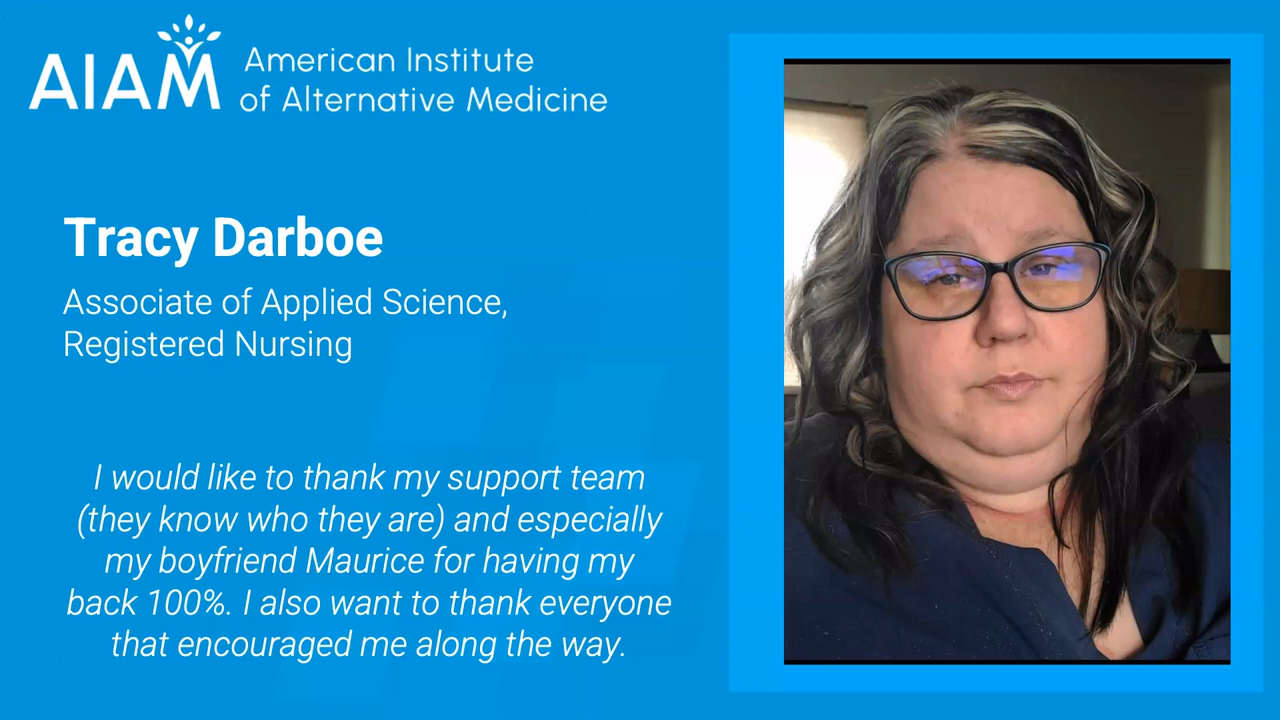 AIAM
American Institute
of Alternative Medicine
Tracy Darboe
Associate of Applied Science,
Registered Nursing
I would like to thank my support team
(they know who they are) and especially
my boyfriend Maurice for having my
back 100%. I also want to thank everyone
that encouraged me along the way.